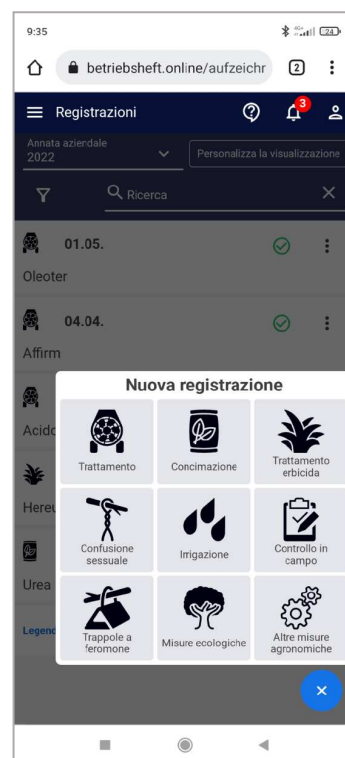 9:35
24
betriebsheft.online/aufzeichr
2
Registrazioni
3
Annata aziendale
2022
Personalizza la visualizzazione
Ricerca
01.05.
Oleoter
04.04.
Affirm
Nuova registrazione
Acido
Trattamento
Concimazione
Trattamento
erbicida
Hereu
Confusione
sessuale
Irrigazione
Controllo in
campo
Urea
Legend
Trappole a
feromone
Misure ecologiche
Altre misure
agronomiche